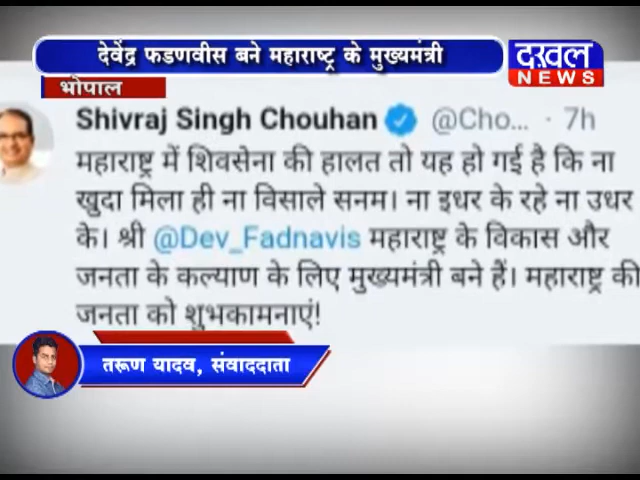 देवेंद्र फडणवीस बने महाराष्ट्र के मुख्यमंत्री
दख़ल
NEWS
भोपाल
Shivraj Singh Chouhan @Cho... · 7h
महाराष्ट्र में शिवसेना की हालत तो यह हो गई है कि ना
खुदा मिला ही ना विसाले सनम। ना इधर के रहे ना उधर
के। श्री @Dev_Fadnavis महाराष्ट्र के विकास और
जनता के कल्याण के लिए मुख्यमंत्री बने हैं। महाराष्ट्र की
जनता को शुभकामनाएं!
तरूण यादव, संवाददाता